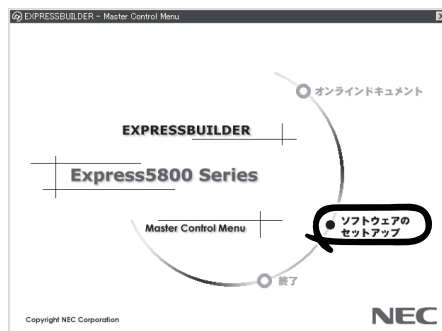 EXPRESSBUILDER - Master Control Menu
オンラインドキュメント
EXPRESSBUILDER
Express5800 Series
Master Control Menu
ソフトウェアの
セットアップ
終了
Copyright NEC Corporation
NEC